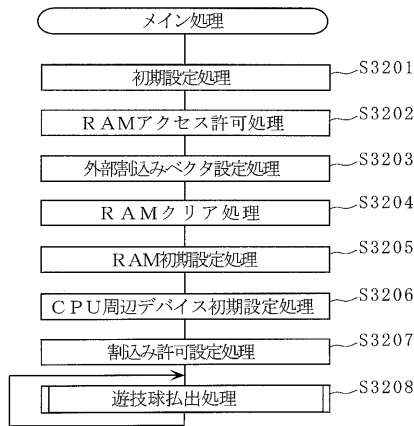 メイン処理
初期設定処理
S3201
RAMアクセス許可処理
S3202
外部割込みベクタ設定処理
S3203
RAMクリア処理
S3204
RAM初期設定処理
S3205
CPU周辺デバイス初期設定処理
S3206
割込み許可設定処理
S3207
遊技球払出処理
S3208